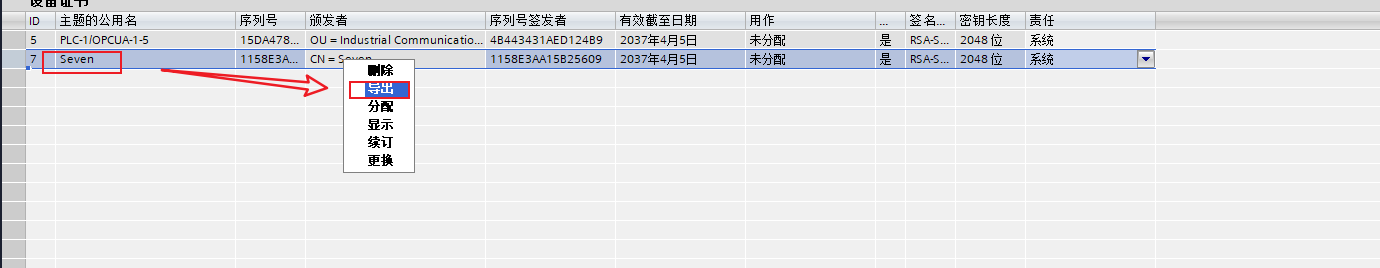 设备证书
ID 主题的公用名 序列号 颁发者 序列号签发者 有效截至日期 用作 ... 签名... 密钥长度 责任
5 PLC-1/OPCUA-1-5 15DA478... OU = Industrial Communicatio... 4B443431AED124B9 2037年4月5日 未分配 是 RSA-S... 2048 位 系统
7 Seven 1158E3A... CN = Seven 1158E3AA15B25609 2037年4月5日 未分配 是 RSA-S... 2048 位 系统
删除
导出
分配
显示
续订
更换